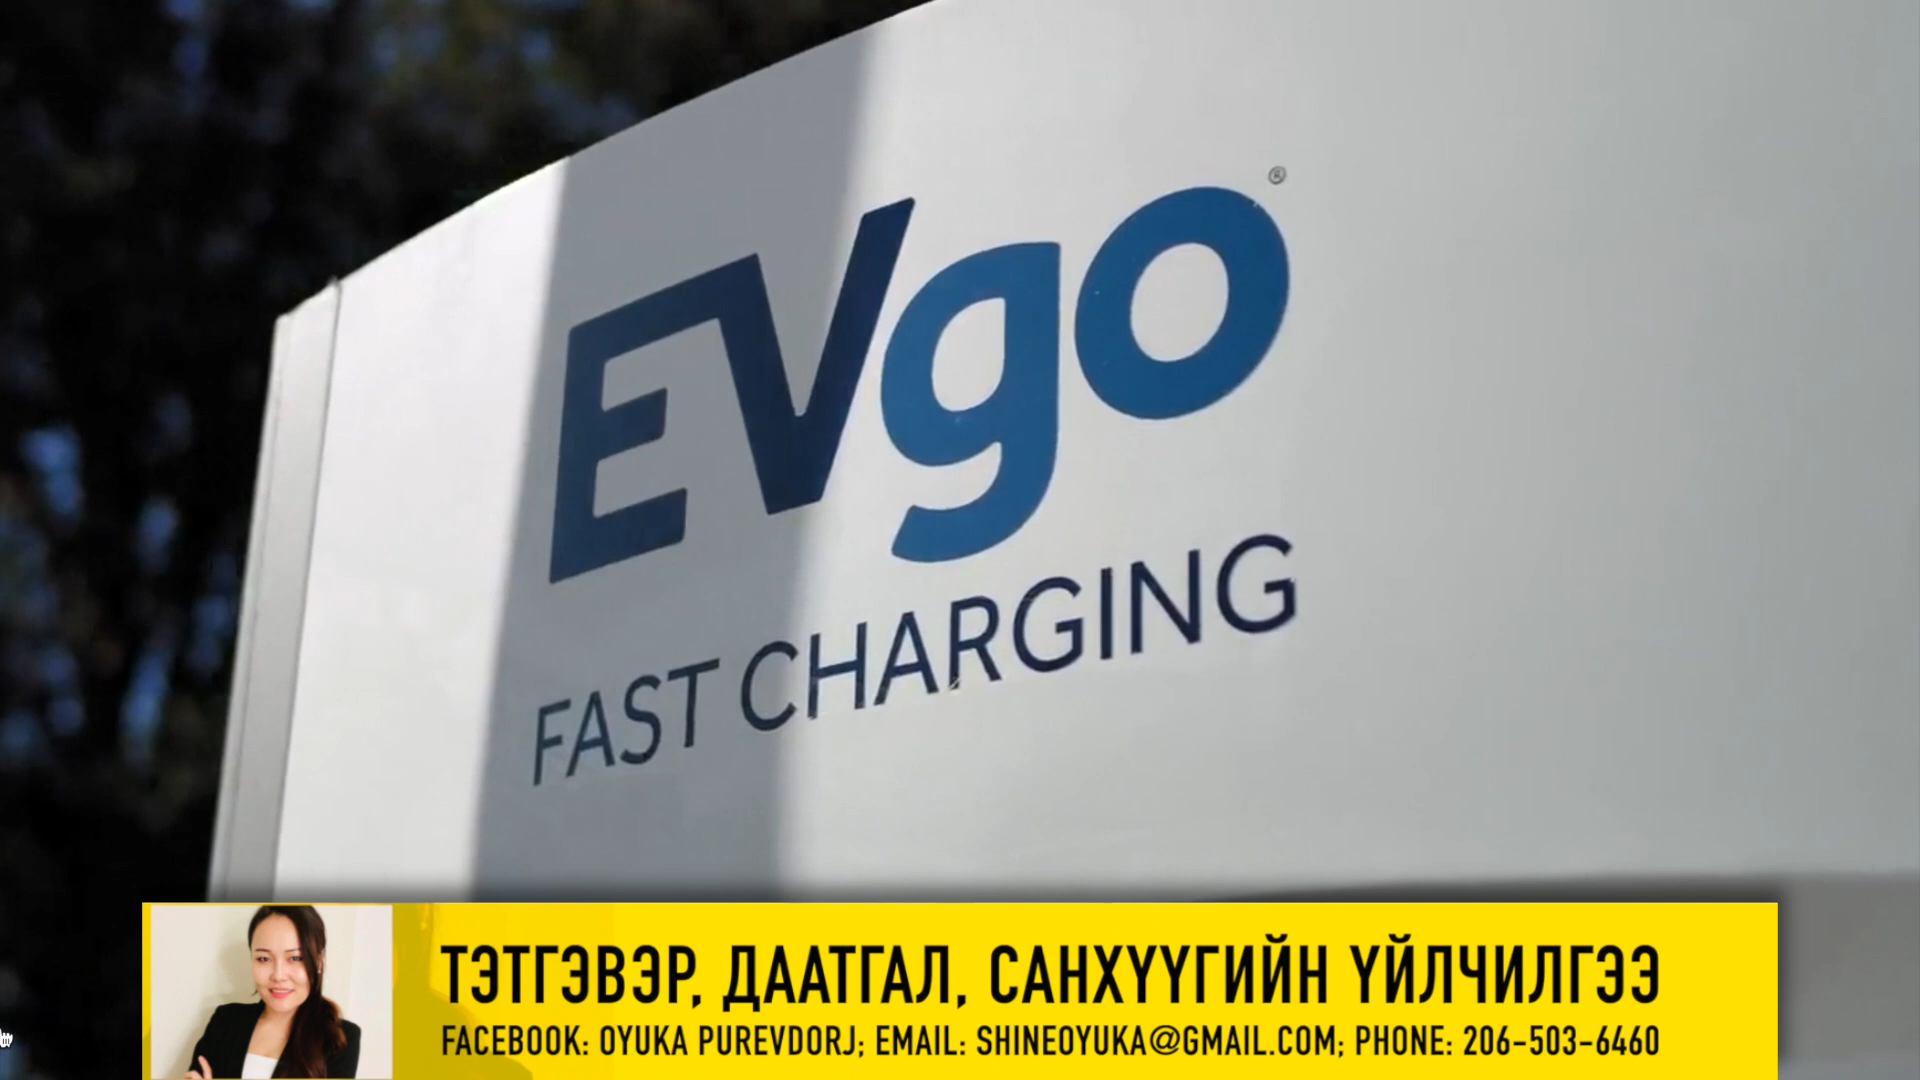 EVgo®
FAST CHARGING
ТЭТГЭВЭР, ДААТГАЛ, САНХҮҮГИЙН ҮЙЛЧИЛГЭЭ
FACEBOOK: OYUKA PUREVDORJ; EMAIL: SHINEOYUKA@GMAIL.COM; PHONE: 206-503-6460